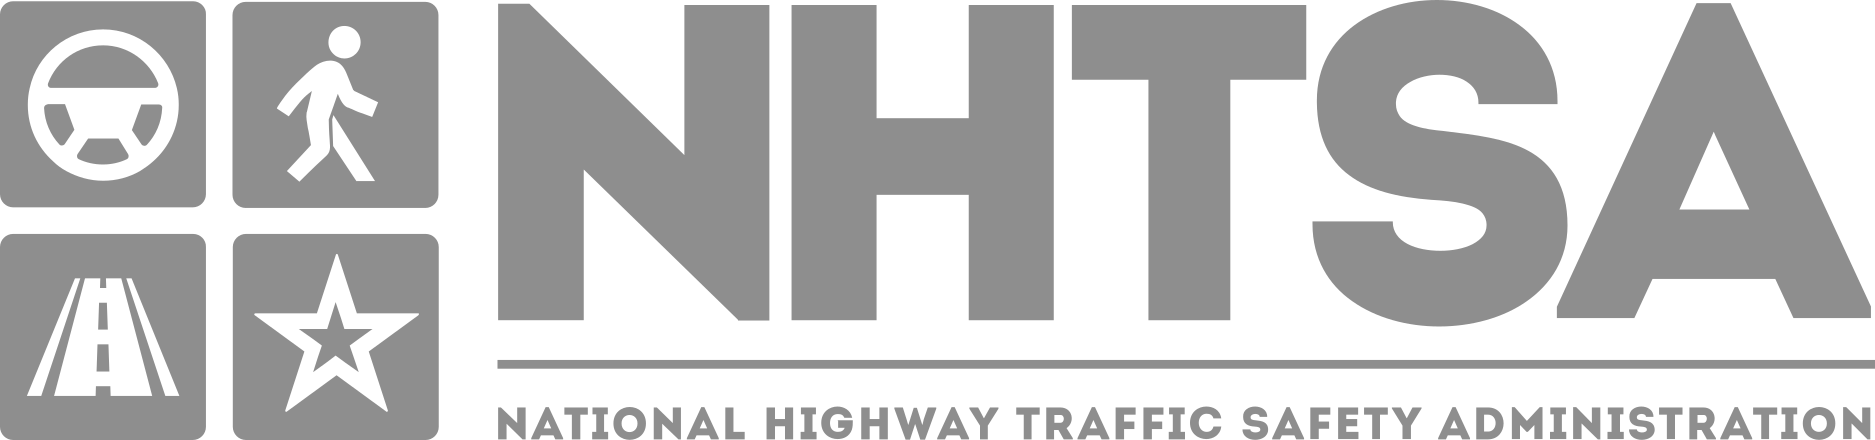 NHTSA
NATIONAL HIGHWAY TRAFFIC SAFETY ADMINISTRATION